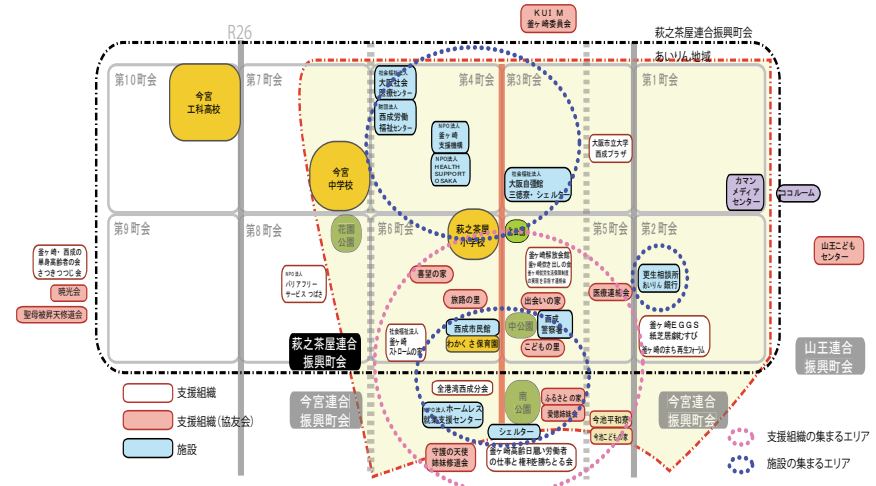 KUIM
釜ヶ崎委員会
R26
萩之茶屋連合振興町会
あいりん地域
第10町会
第7町会
第4町会
第3町会
第1町会
今宮
工科高校
社会福祉法人
大阪社会
医療センター
財団法人
西成労働
福祉センター
NPO法人
釜ヶ崎
支援機構
NPO法人
HEALTH
SUPPORT
OSAKA
大阪市立大学
西成プラザ
今宮
中学校
社会福祉法人
大阪自彊館
三徳寮・シェルター
カマン
メディア
センター
ココルーム
第9町会
第8町会
第6町会
第5町会
第2町会
花園
公園
萩之茶屋
小学校
釜ヶ崎・西成の
単身高齢者の会
さつきつつじ会
暁光会
聖母被昇天修道会
NPO法人
バリアフリー
サービスつばさ
喜望の家
旅路の里
釜ヶ崎解放会館
釜ヶ崎炊き出しの会
出会いの家
医療連絡会
更生相談所
あいりん銀行
山王こども
センター
社会福祉法人
釜ヶ崎
ストロームの家
西成市民館
わかくさ保育園
中公園
西成
警察署
こどもの里
釜ヶ崎EGGS
紙芝居劇むすび
釜ヶ崎のまち再生フォーラム
萩之茶屋連合
振興町会
山王連合
振興町会
支援組織
支援組織(協友会)
施設
今宮連合
振興町会
金港湾西成分会
NPO法人ホームレス
就業支援センター
南
公園
ふるさとの家
愛徳姉妹会
シェルター
今池平和寮
今池こどもの家
今宮連合
振興町会
守護の天使
姉妹修道会
釜ヶ崎高齢日雇い労働者
の仕事と権利を勝ちとる会
支援組織の集まるエリア
施設の集まるエリア